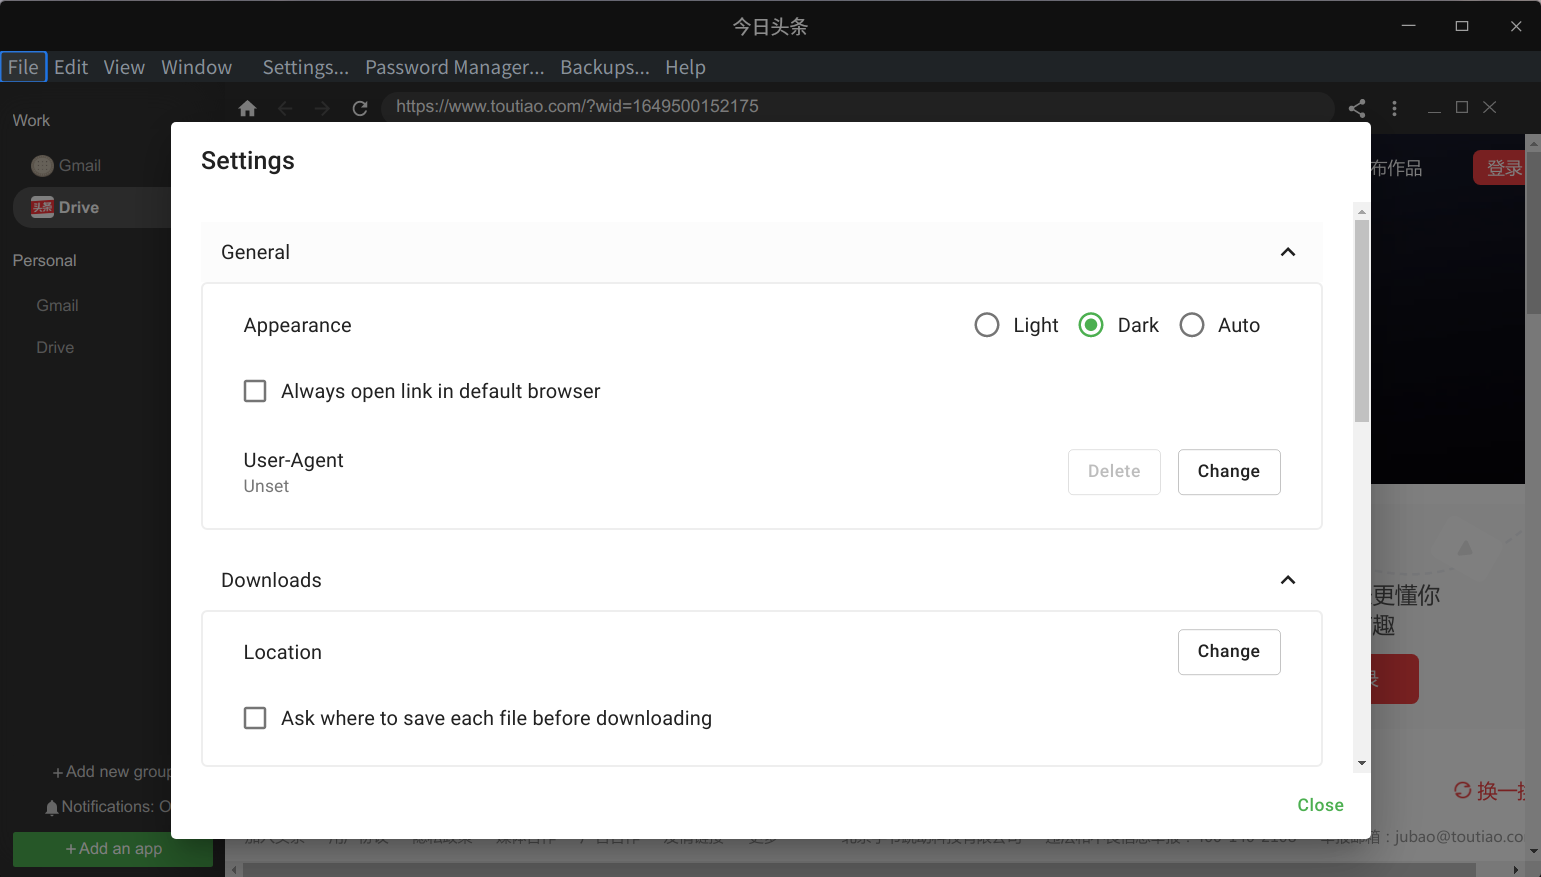 今日头条
File Edit View Window Settings... Password Manager... Backups... Help
https://www.toutiao.com/?wid=1649500152175
Work
Gmail
头条 Drive
Personal
Gmail
Drive
+ Add new group
Notifications: O
+ Add an app
布作品
登录
Settings
General
Appearance
Light
Dark
Auto
Always open link in default browser
User-Agent
Unset
Delete
Change
Downloads
Location
Change
Ask where to save each file before downloading
Close
更懂你
趣
换一换
jubao@toutiao.co